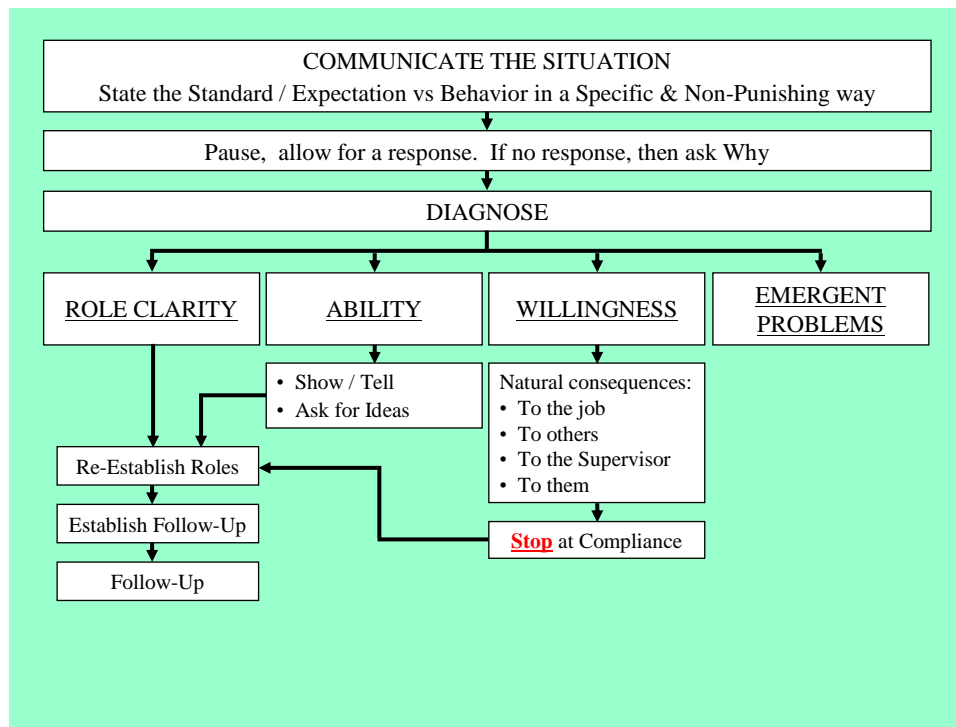 COMMUNICATE THE SITUATION
State the Standard / Expectation vs Behavior in a Specific & Non-Punishing way
Pause,  allow for a response.  If no response, then ask Why
DIAGNOSE
ROLE CLARITY
ABILITY
WILLINGNESS
EMERGENT
PROBLEMS
• Show / Tell
• Ask for Ideas
Natural consequences:
• To the job
• To others
• To the Supervisor
• To them
Re-Establish Roles
Establish Follow-Up
Stop at Compliance
Follow-Up